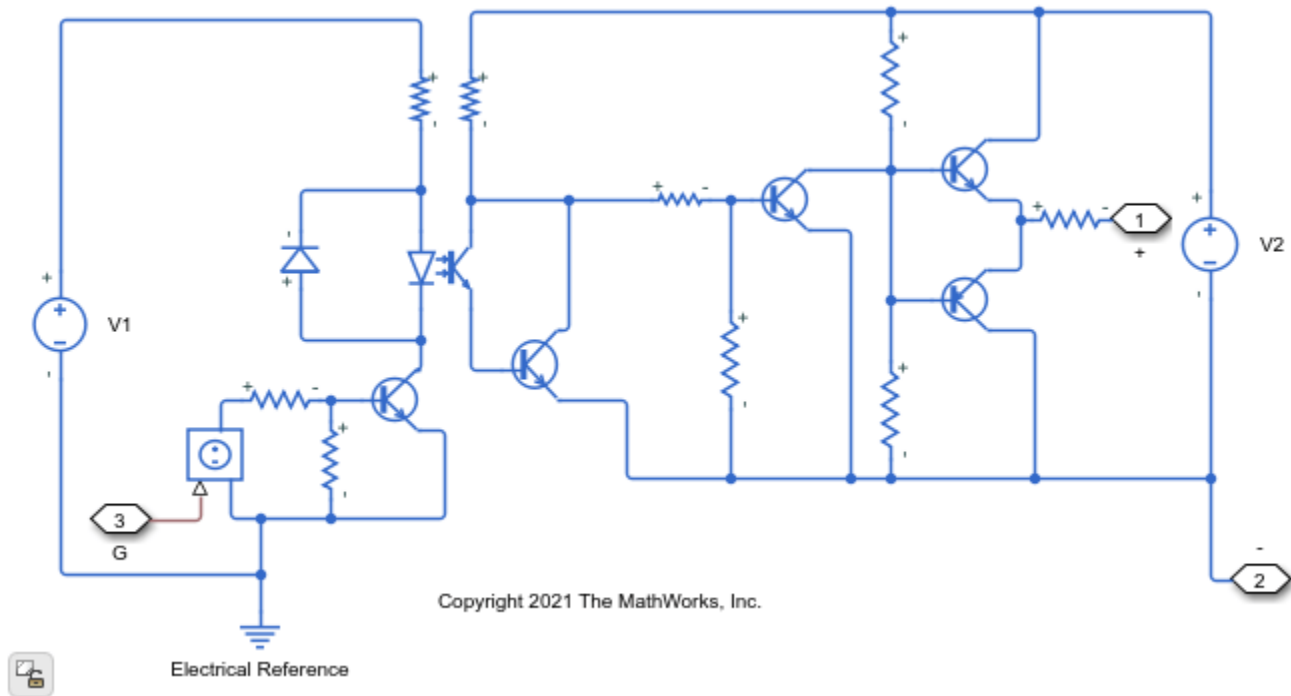 V1
V2
1
+
3
G
-
2
Copyright 2021 The MathWorks, Inc.
Electrical Reference